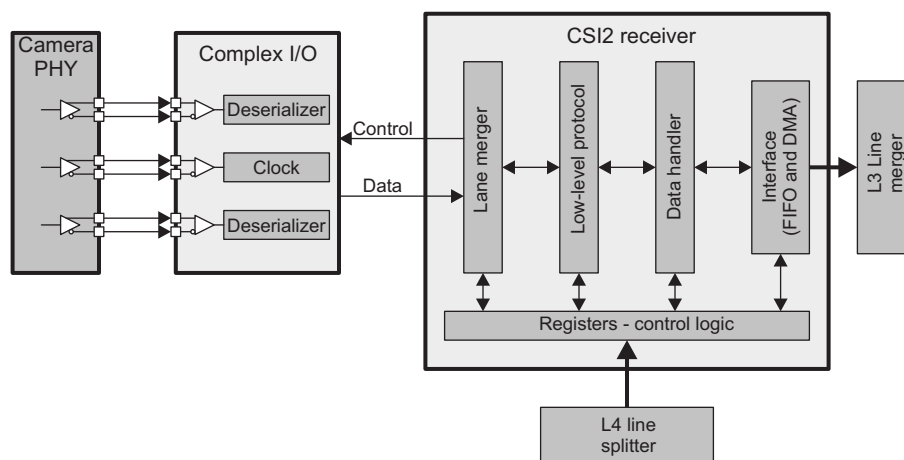 Camera
PHY
Complex I/O
Deserializer
Clock
Deserializer
Control
Data
CSI2 receiver
Lane merger
Low-level protocol
Data handler
Interface
(FIFO and DMA)
L3 Line
merger
Registers - control logic
L4 line
splitter